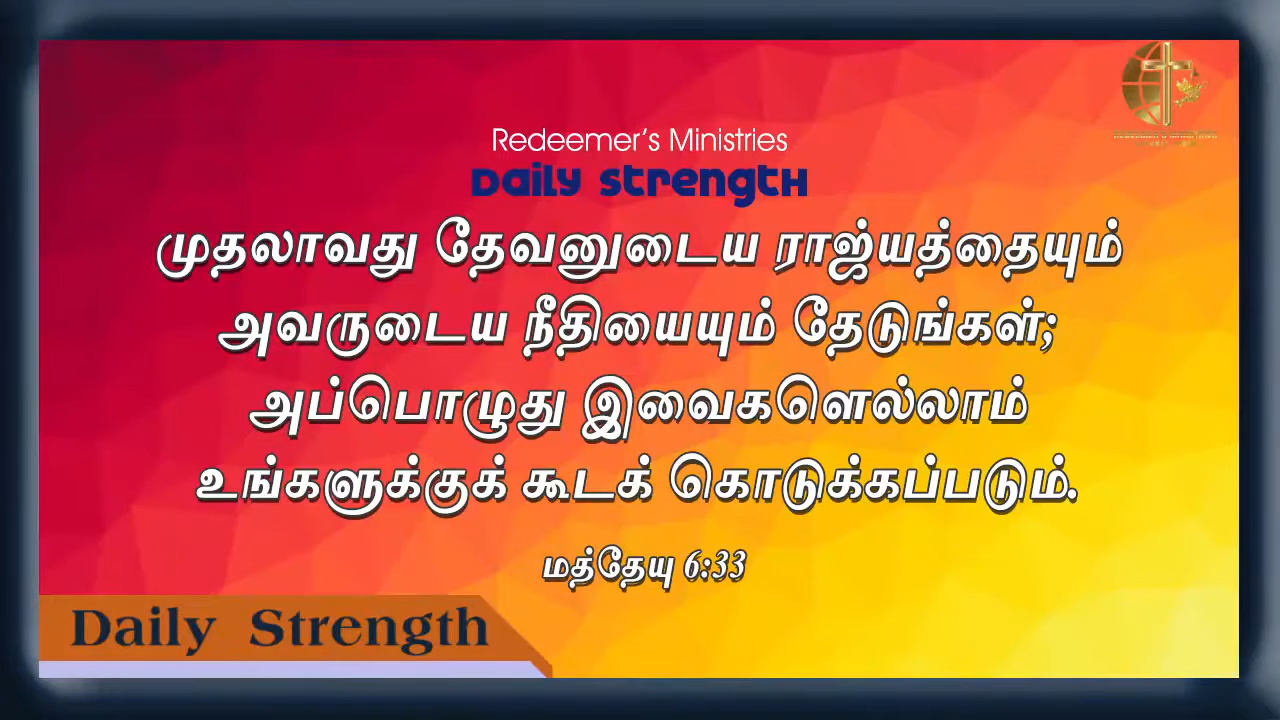 Redeemer's Ministries
Daily Strength
முதலாவது தேவனுடைய ராஜ்யத்தையும்
அவருடைய நீதியையும் தேடுங்கள்;
அப்பொழுது இவைகளெல்லாம்
உங்களுக்குக் கூடக் கொடுக்கப்படும்.
மத்தேயு 6:33
Daily Strength